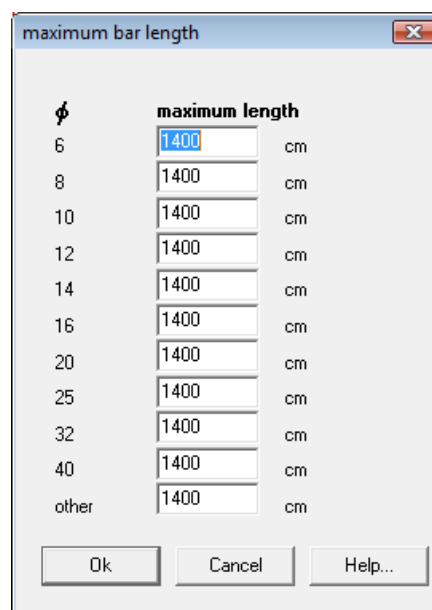 maximum bar length
ϕ maximum length
6 1400 cm
8 1400 cm
10 1400 cm
12 1400 cm
14 1400 cm
16 1400 cm
20 1400 cm
25 1400 cm
32 1400 cm
40 1400 cm
other 1400 cm
Ok Cancel Help...